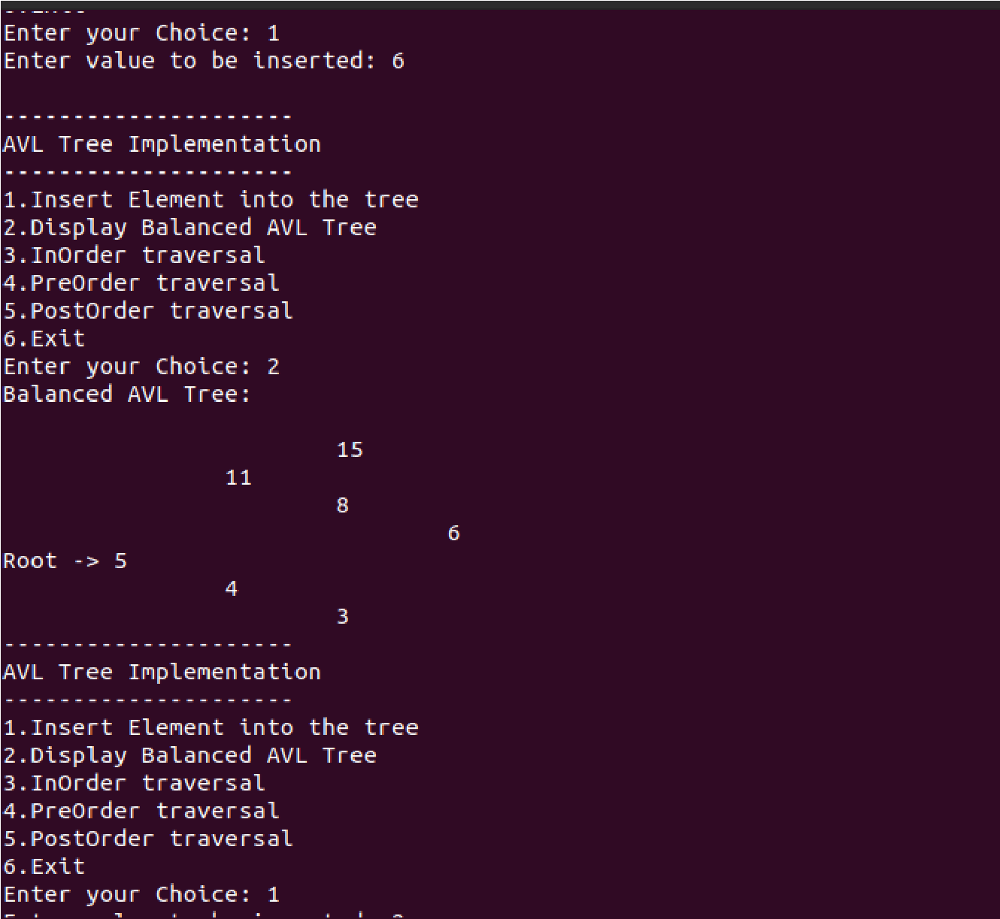 Enter your Choice: 1
Enter value to be inserted: 6
---------------------
AVL Tree Implementation
---------------------
1.Insert Element into the tree
2.Display Balanced AVL Tree
3.InOrder traversal
4.PreOrder traversal
5.PostOrder traversal
6.Exit
Enter your Choice: 2
Balanced AVL Tree:
15
11
8
6
Root -> 5
4
3
---------------------
AVL Tree Implementation
---------------------
1.Insert Element into the tree
2.Display Balanced AVL Tree
3.InOrder traversal
4.PreOrder traversal
5.PostOrder traversal
6.Exit
Enter your Choice: 1